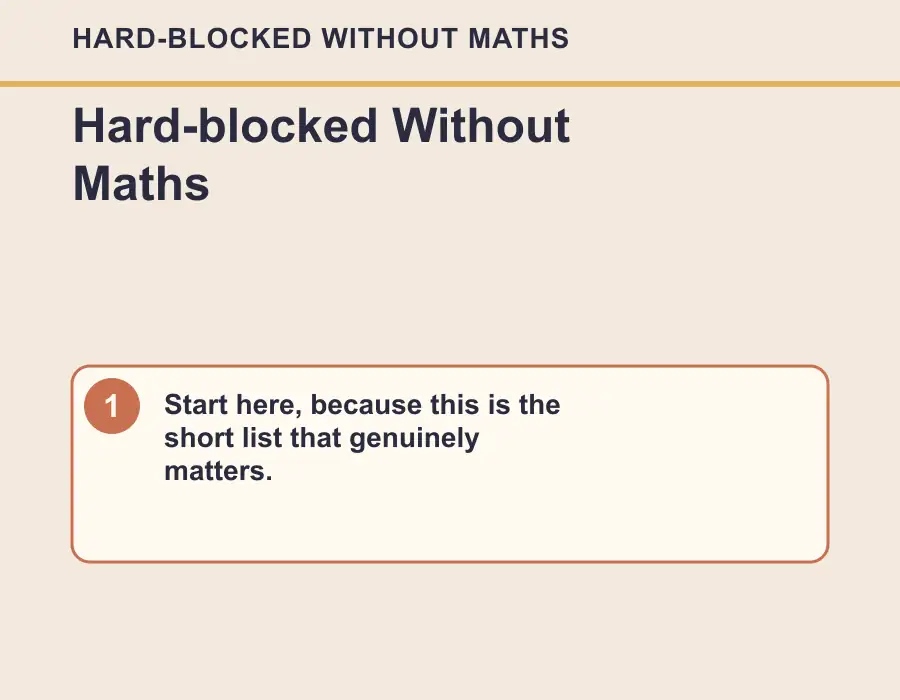 HARD-BLOCKED WITHOUT MATHS
Hard-blocked Without
Maths
1
Start here, because this is the
short list that genuinely
matters.